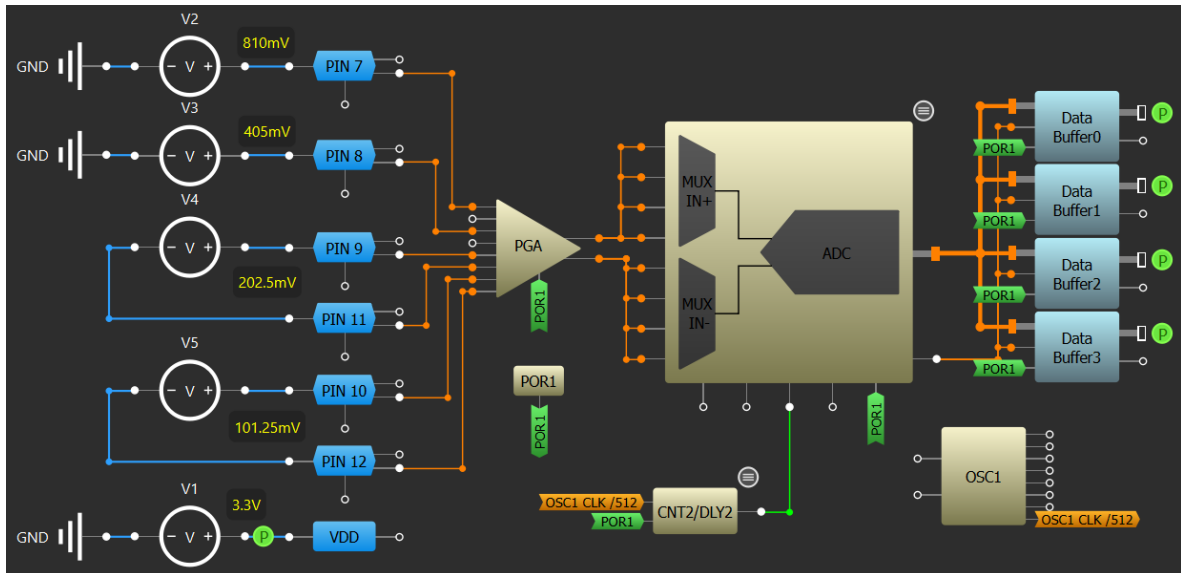 V2
810mV
GND
− V +
PIN 7
V3
405mV
GND
− V +
PIN 8
V4
− V +
202.5mV
PIN 9
PIN 11
V5
− V +
101.25mV
PIN 10
PIN 12
V1
3.3V
GND
− V +
P
VDD
PGA
POR1
POR1
POR1
MUX
IN+
MUX
IN-
ADC
POR1
OSC1 CLK /512
POR1
CNT2/DLY2
Data
Buffer0
POR1
P
Data
Buffer1
POR1
P
Data
Buffer2
POR1
P
Data
Buffer3
POR1
P
OSC1
OSC1 CLK /512